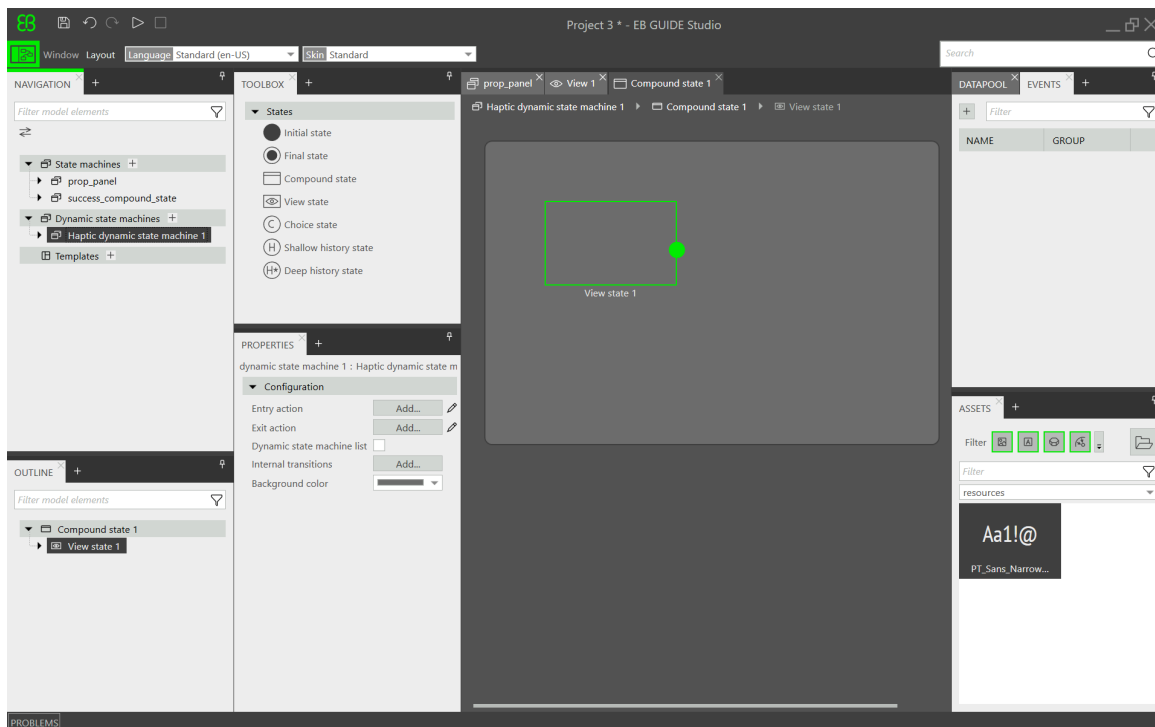 Project 3 * - EB GUIDE Studio
Window Layout Language Standard (en-US) Skin Standard Search
NAVIGATION
Filter model elements
State machines
prop_panel
success_compound_state
Dynamic state machines
Haptic dynamic state machine 1
Templates
OUTLINE
Filter model elements
Compound state 1
View state 1
TOOLBOX
States
Initial state
Final state
Compound state
View state
C Choice state
H Shallow history state
H* Deep history state
PROPERTIES
dynamic state machine 1 : Haptic dynamic state m
Configuration
Entry action Add...
Exit action Add...
Dynamic state machine list
Internal transitions Add...
Background color
prop_panel View 1 Compound state 1
Haptic dynamic state machine 1 Compound state 1 View state 1
View state 1
DATAPOOL EVENTS
Filter
NAME GROUP
ASSETS
Filter
Filter
resources
Aa1!@
PT_Sans_Narrow...
PROBLEMS